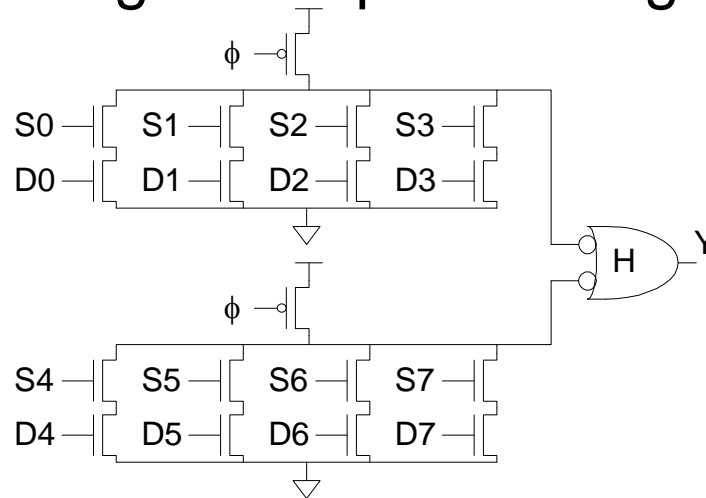 ϕ
S0 S1 S2 S3
D0 D1 D2 D3
H Y
ϕ
S4 S5 S6 S7
D4 D5 D6 D7